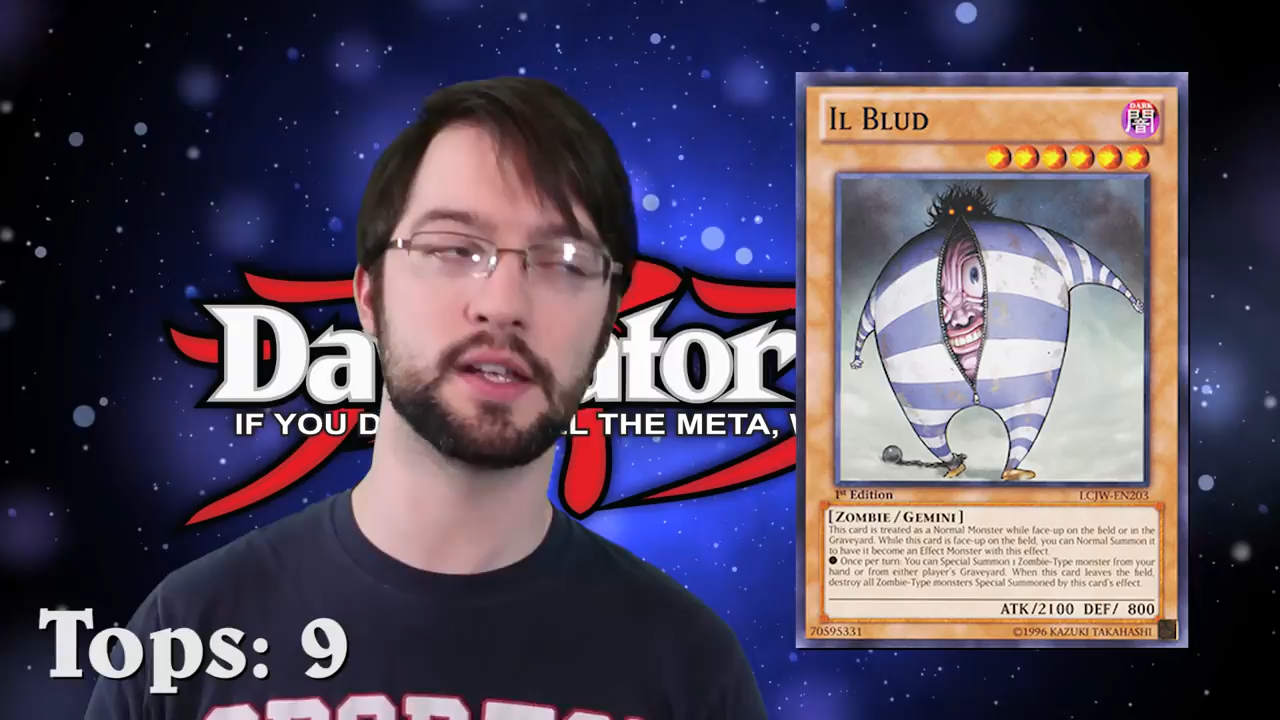 Da ator
IF YOU D L THE META, W
Tops: 9
IL BLUD
DARK
闇
1st Edition
LCJW-EN203
[ZOMBIE/GEMINI]
This card is treated as a Normal Monster while face-up on the field or in the
Graveyard. While this card is face-up on the field, you can Normal Summon it
to have it become an Effect Monster with this effect.
● Once per turn: You can Special Summon 1 Zombie-Type monster from your
hand or from either player's Graveyard. When this card leaves the field,
destroy all Zombie-Type monsters Special Summoned by this card's effect.
ATK/2100 DEF/ 800
70595331
©1996 KAZUKI TAKAHASHI